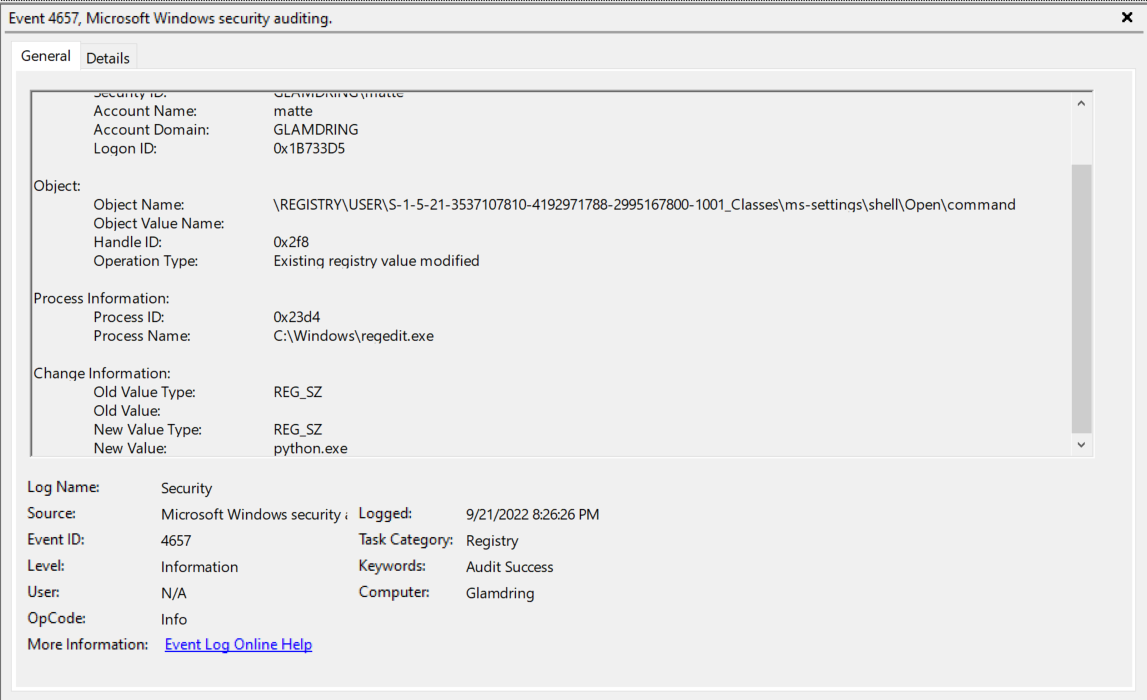 Event 4657, Microsoft Windows security auditing.
General Details
Security ID: GLAMDRING\matte
Account Name: matte
Account Domain: GLAMDRING
Logon ID: 0x1B733D5
Object:
Object Name: \REGISTRY\USER\S-1-5-21-3537107810-4192971788-2995167800-1001_Classes\ms-settings\shell\Open\command
Object Value Name:
Handle ID: 0x2f8
Operation Type: Existing registry value modified
Process Information:
Process ID: 0x23d4
Process Name: C:\Windows\regedit.exe
Change Information:
Old Value Type: REG_SZ
Old Value:
New Value Type: REG_SZ
New Value: python.exe
Log Name: Security
Source: Microsoft Windows security Logged: 9/21/2022 8:26:26 PM
Event ID: 4657 Task Category: Registry
Level: Information Keywords: Audit Success
User: N/A Computer: Glamdring
OpCode: Info
More Information: Event Log Online Help